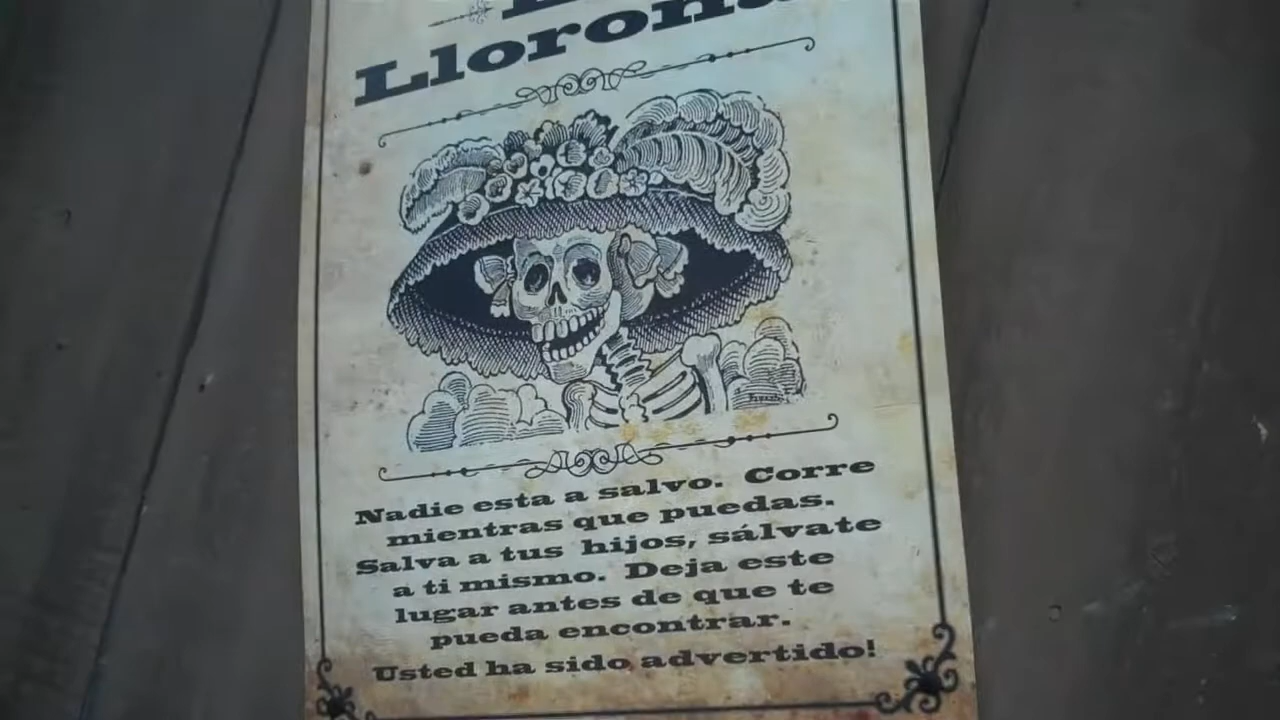 Llorona
Nadie esta a salvo. Corre
mientras que puedas.
Salva a tus hijos, sálvate
a ti mismo. Deja este
lugar antes de que te
pueda encontrar.
Usted ha sido advertido!